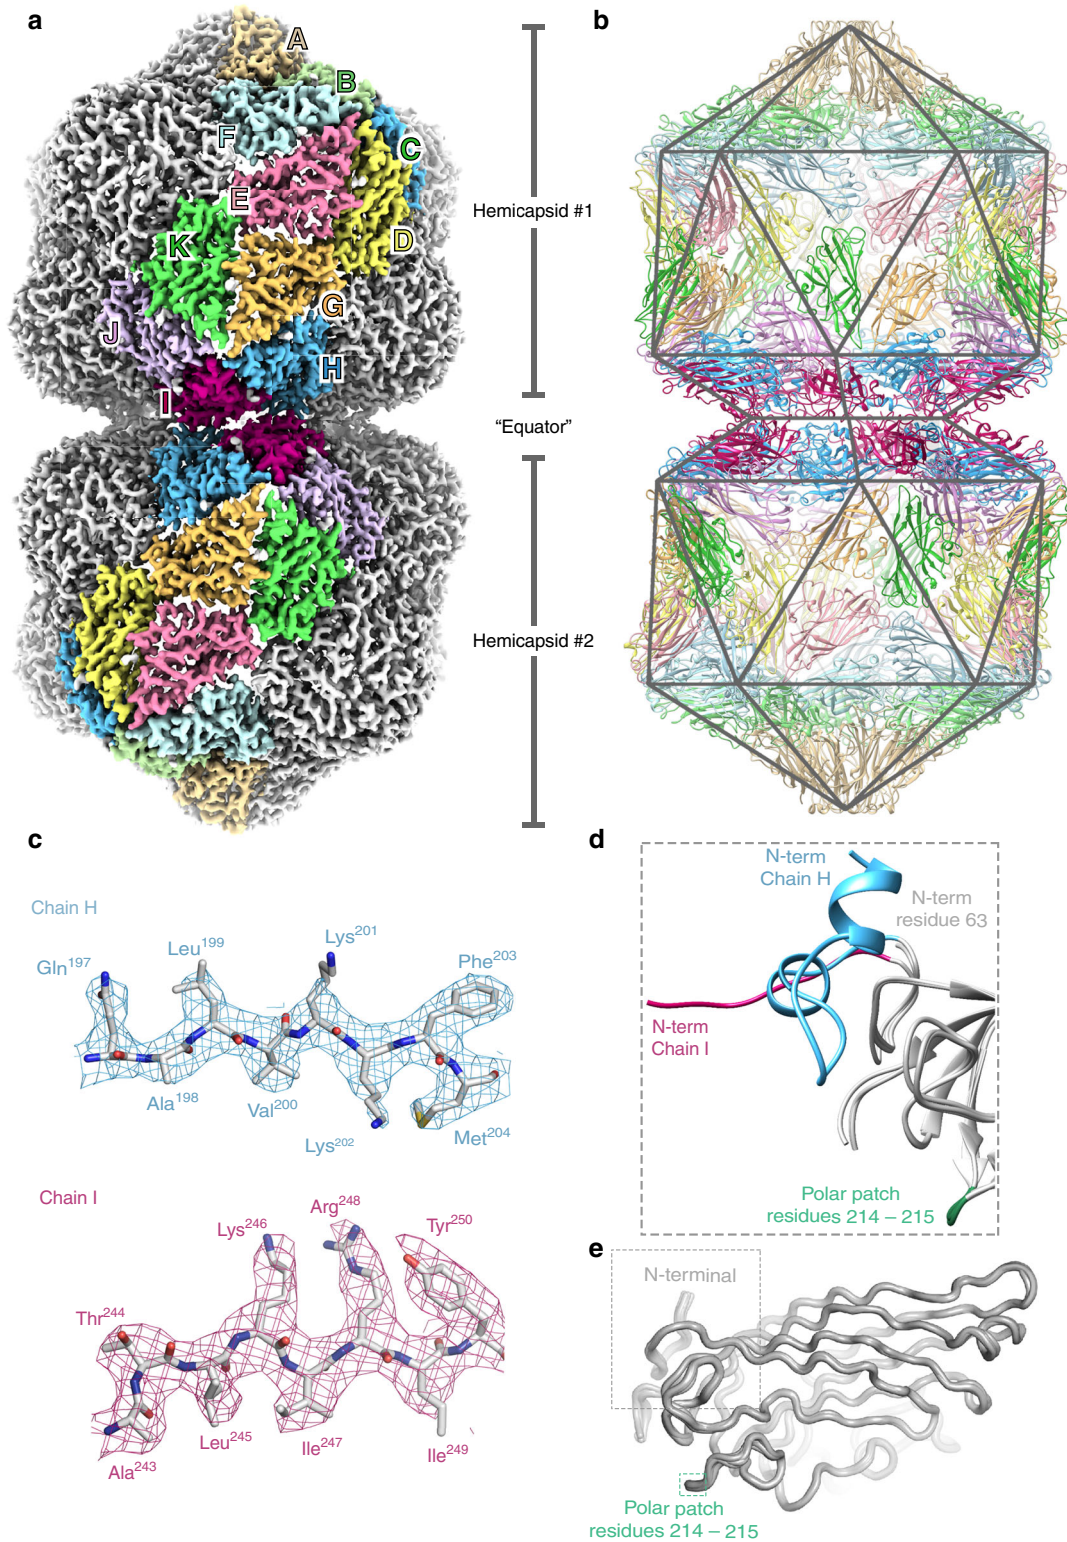 a
A
B
C
F
E
D
K
G
J
H
I
Hemicapsid #1
“Equator”
Hemicapsid #2
b
c
Chain H
Gln197
Leu199
Lys201
Phe203
Ala198
Val200
Lys202
Met204
Chain I
Thr244
Lys246
Arg248
Tyr250
Ala243
Leu245
Ile247
Ile249
d
N-term
Chain H
N-term
residue 63
N-term
Chain I
Polar patch
residues 214 – 215
e
N-terminal
Polar patch
residues 214 – 215